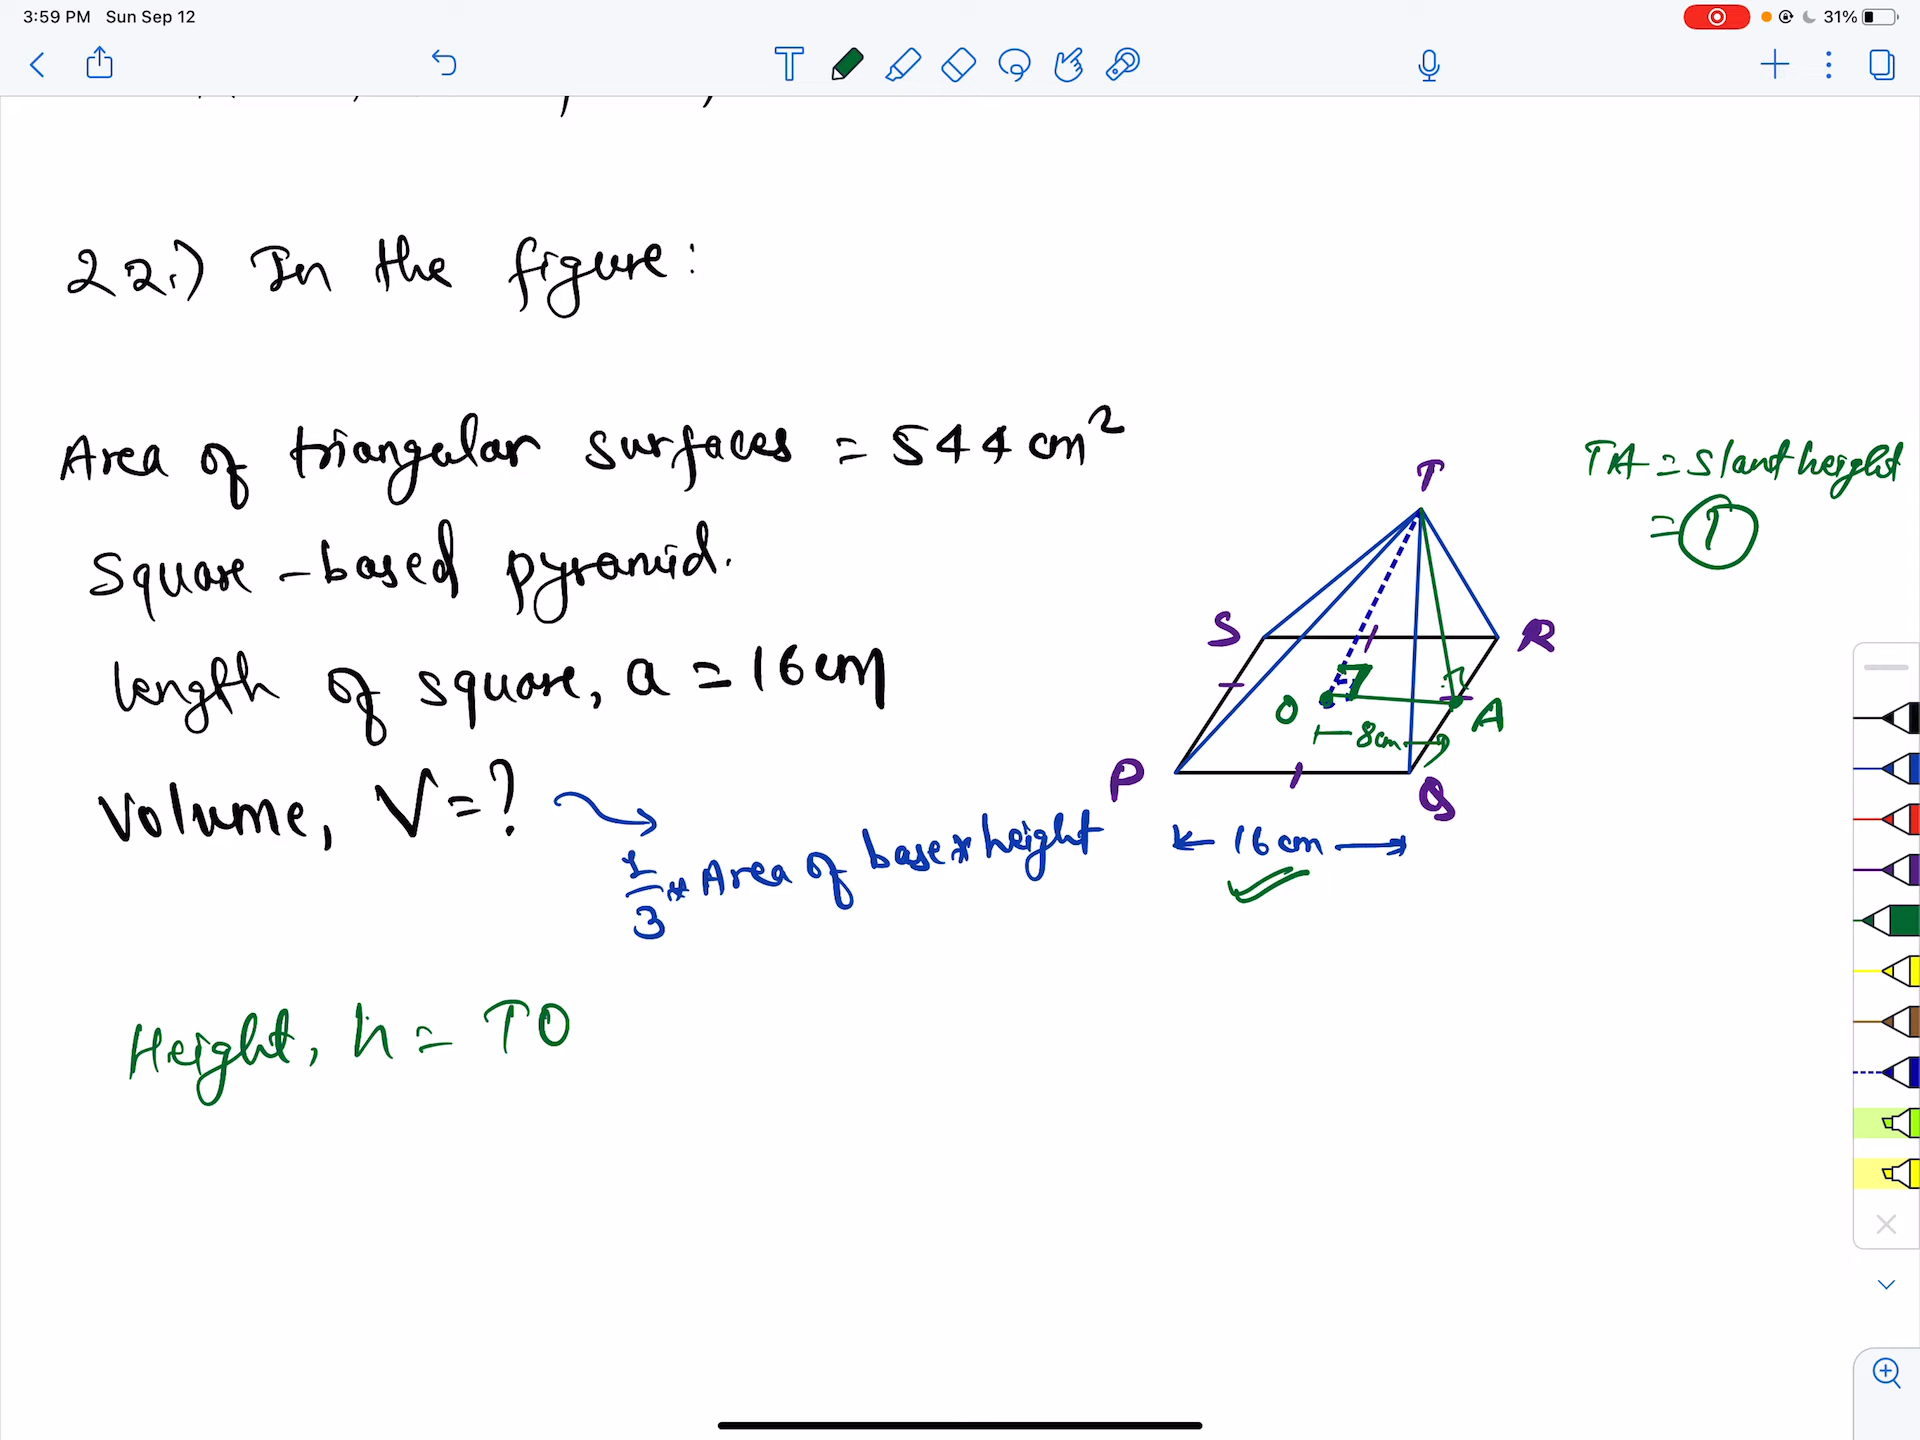 3:59 PM Sun Sep 12
31%
22.) In the figure:
Area of triangular surfaces = 544 cm²
Square-based pyramid.
length of square, a = 16cm
Volume, V = ?
1/3 * Area of base * height
Height, h = TO
T
S
R
O
A
8cm
P
Q
16 cm
TA = slant height
=